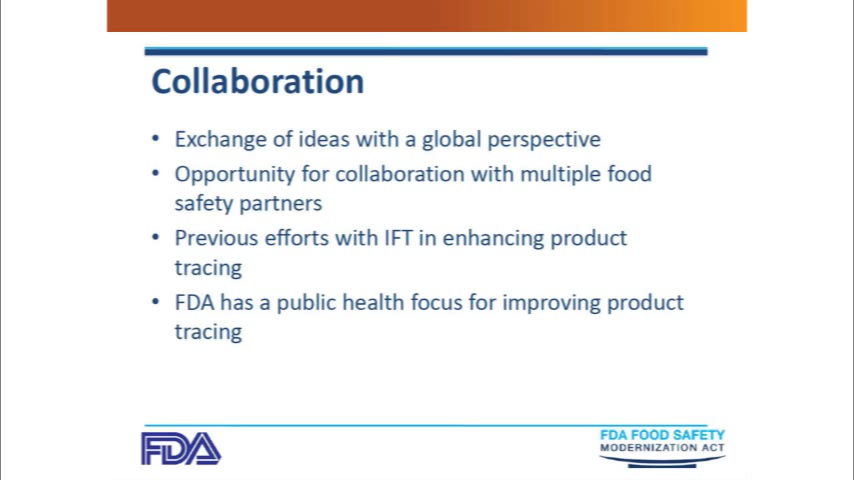 Collaboration
• Exchange of ideas with a global perspective
• Opportunity for collaboration with multiple food
safety partners
• Previous efforts with IFT in enhancing product
tracing
• FDA has a public health focus for improving product
tracing
FDA
FDA FOOD SAFETY
MODERNIZATION ACT